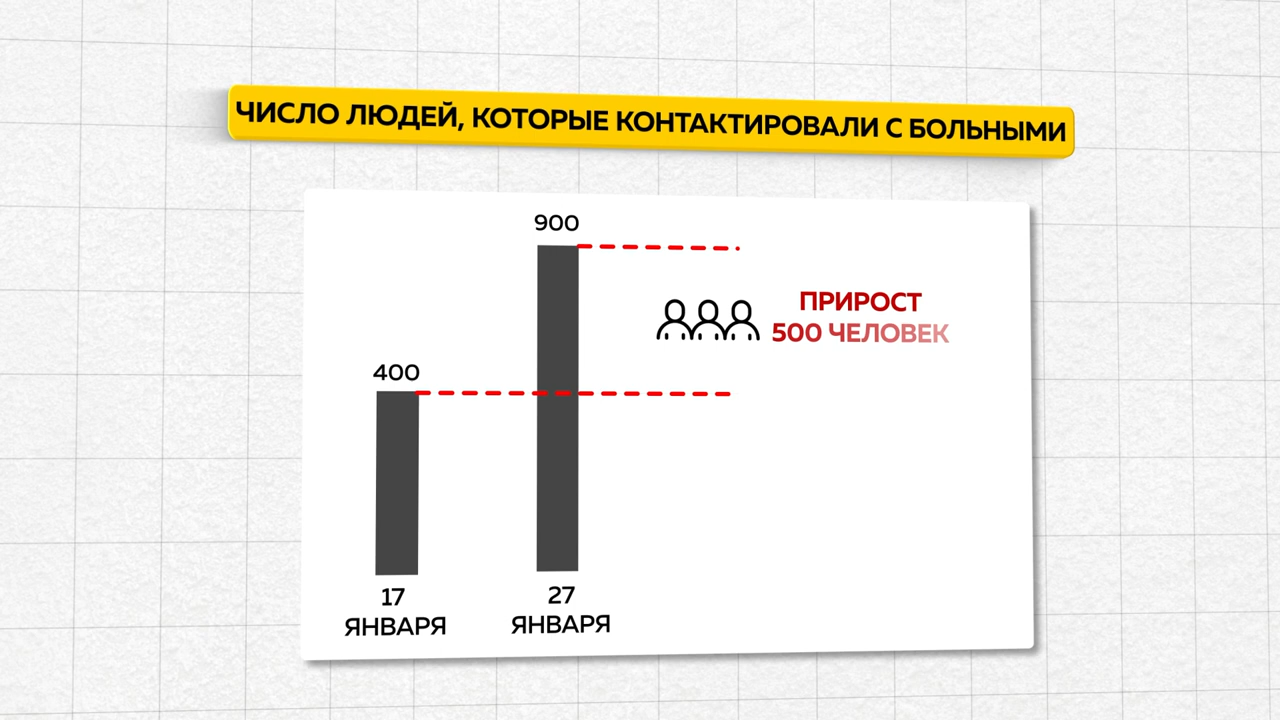 ЧИСЛО ЛЮДЕЙ, КОТОРЫЕ КОНТАКТИРОВАЛИ С БОЛЬНЫМИ
900
400
ПРИРОСТ
500 ЧЕЛОВЕК
17
ЯНВАРЯ
27
ЯНВАРЯ